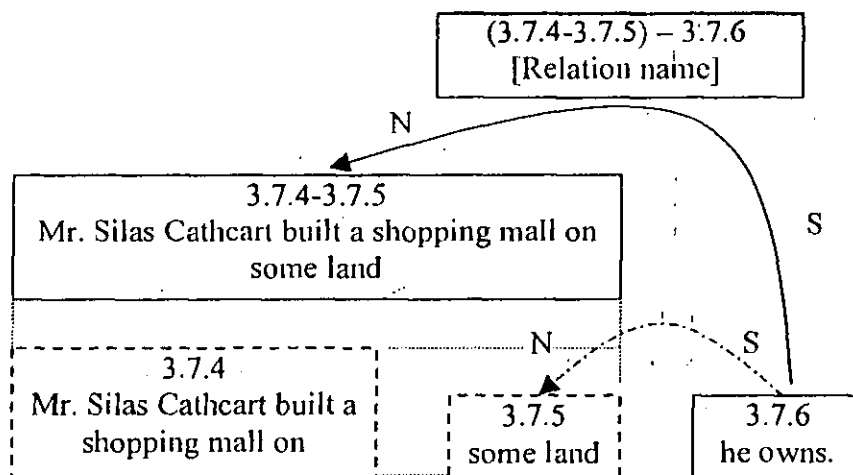 (3.7.4-3.7.5) – 3.7.6
[Relation name]
N
3.7.4-3.7.5
Mr. Silas Cathcart built a shopping mall on
some land
S
N
S
3.7.4
Mr. Silas Cathcart built a
shopping mall on
3.7.5
some land
3.7.6
he owns.